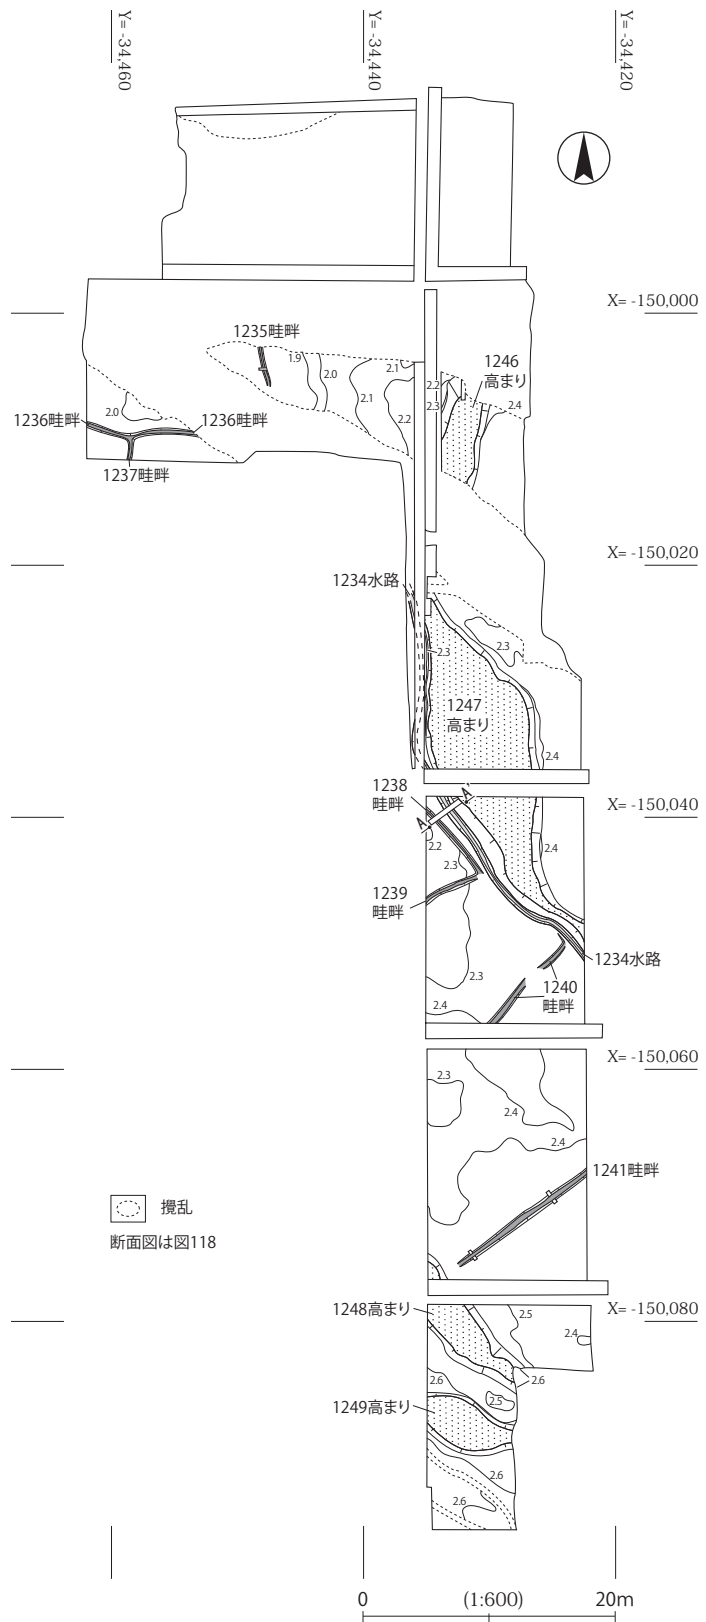 Y= -34,460
Y= -34,440
Y= -34,420
X= -150,000
1235畦畔
1.9
2.0
2.1
2.1
2.2
2.2
2.3
1246
高まり
2.4
2.0
1236畦畔
1236畦畔
1237畦畔
X= -150,020
1234水路
2.3
2.3
1247
高まり
2.4
1238
畦畔
A
A'
X= -150,040
2.2
2.3
2.4
1239
畦畔
1234水路
2.3
1240
畦畔
2.4
X= -150,060
2.3
2.4
2.4
1241畦畔
攪乱
断面図は図118
1248高まり
X= -150,080
2.5
2.4
2.6
2.6
2.5
1249高まり
2.6
2.6
0
(1:600)
20m